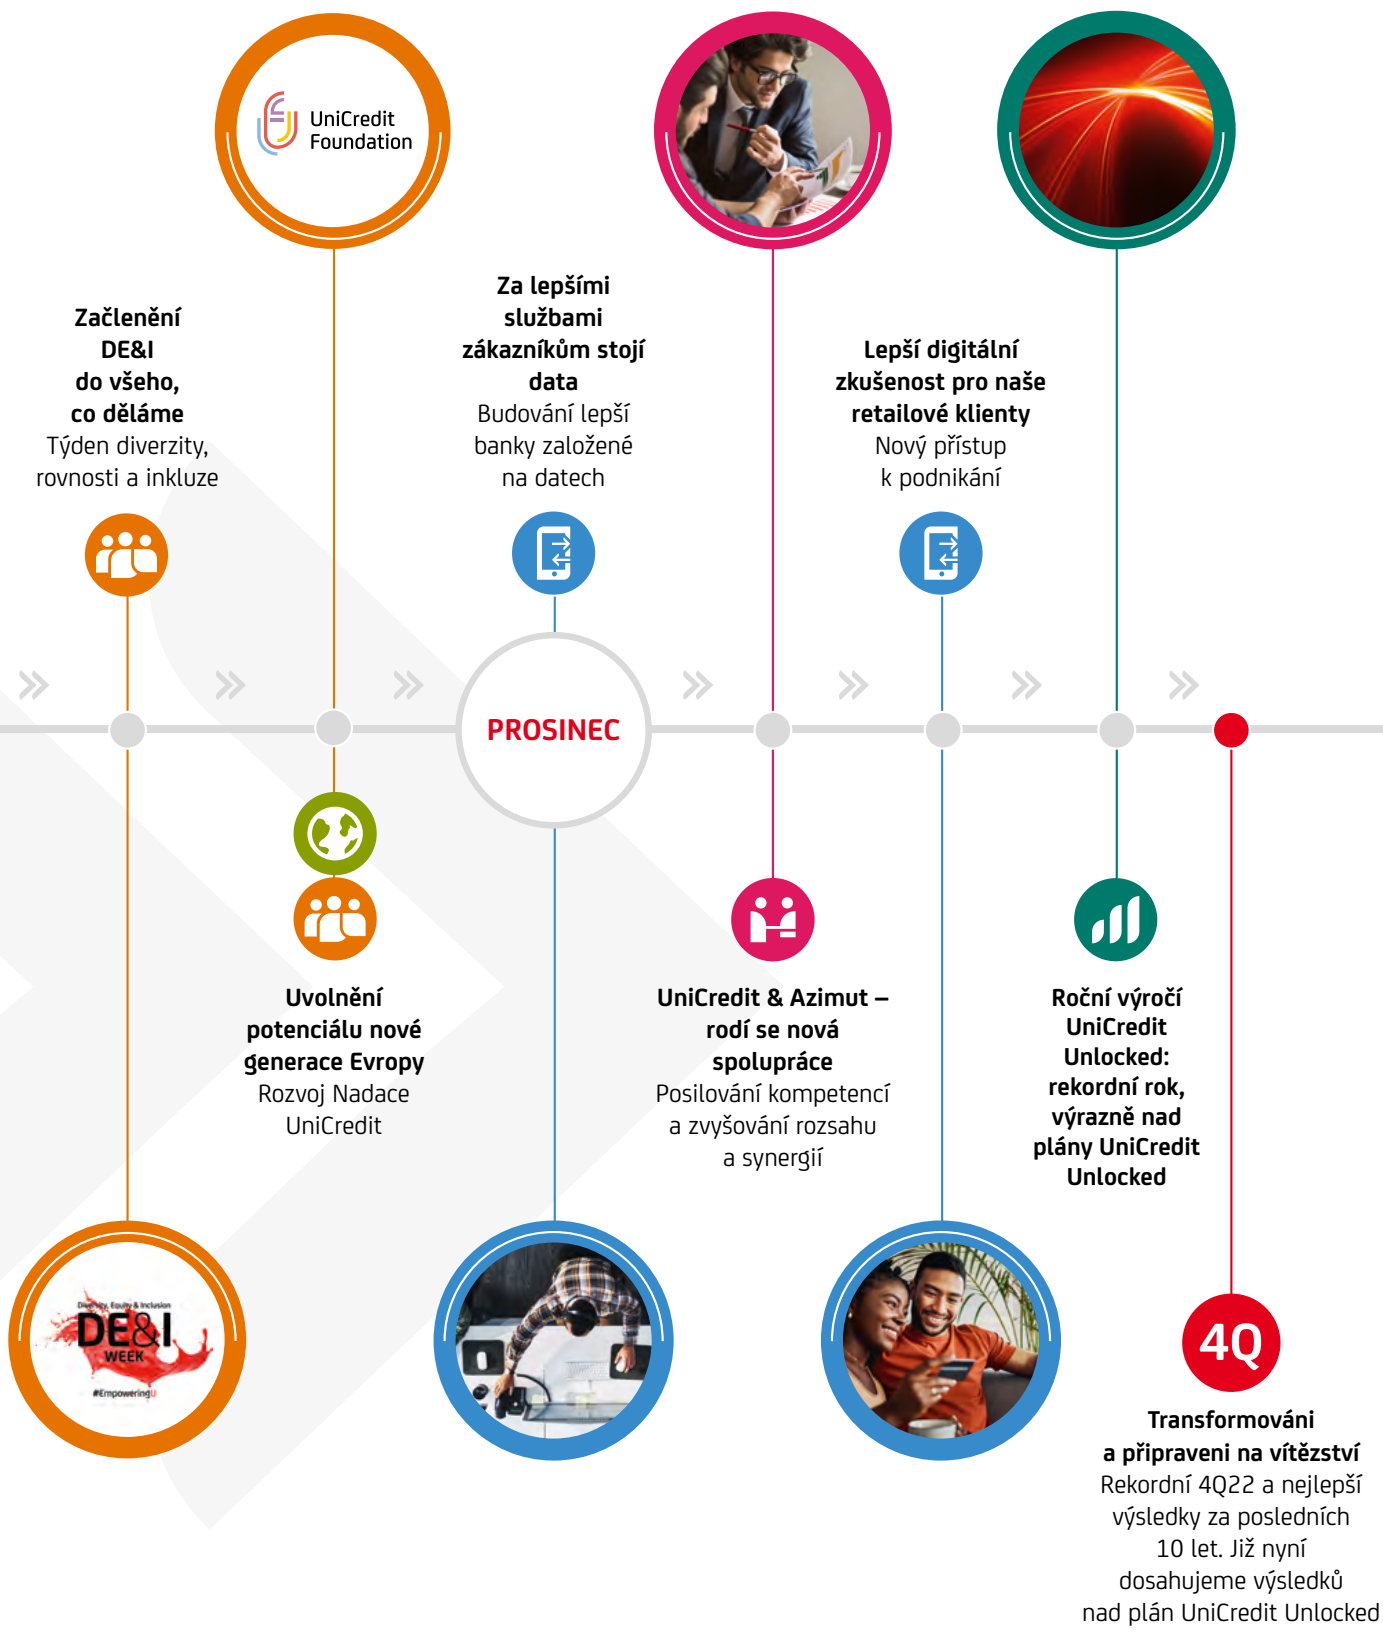 UniCredit
Foundation
Začlenění
DE&I
do všeho,
co děláme
Týden diverzity,
rovnosti a inkluze
Za lepšími
službami
zákazníkům stojí
data
Budování lepší
banky založené
na datech
Lepší digitální
zkušenost pro naše
retailové klienty
Nový přístup
k podnikání
PROSINEC
Uvolnění
potenciálu nové
generace Evropy
Rozvoj Nadace
UniCredit
UniCredit & Azimut –
rodí se nová
spolupráce
Posilování kompetencí
a zvyšování rozsahu
a synergií
Roční výročí
UniCredit
Unlocked:
rekordní rok,
výrazně nad
plány UniCredit
Unlocked
Diversity, Equity & Inclusion
DE&I
WEEK
#EmpoweringU
4Q
Transformováni
a připraveni na vítězství
Rekordní 4Q22 a nejlepší
výsledky za posledních
10 let. Již nyní
dosahujeme výsledků
nad plán UniCredit Unlocked